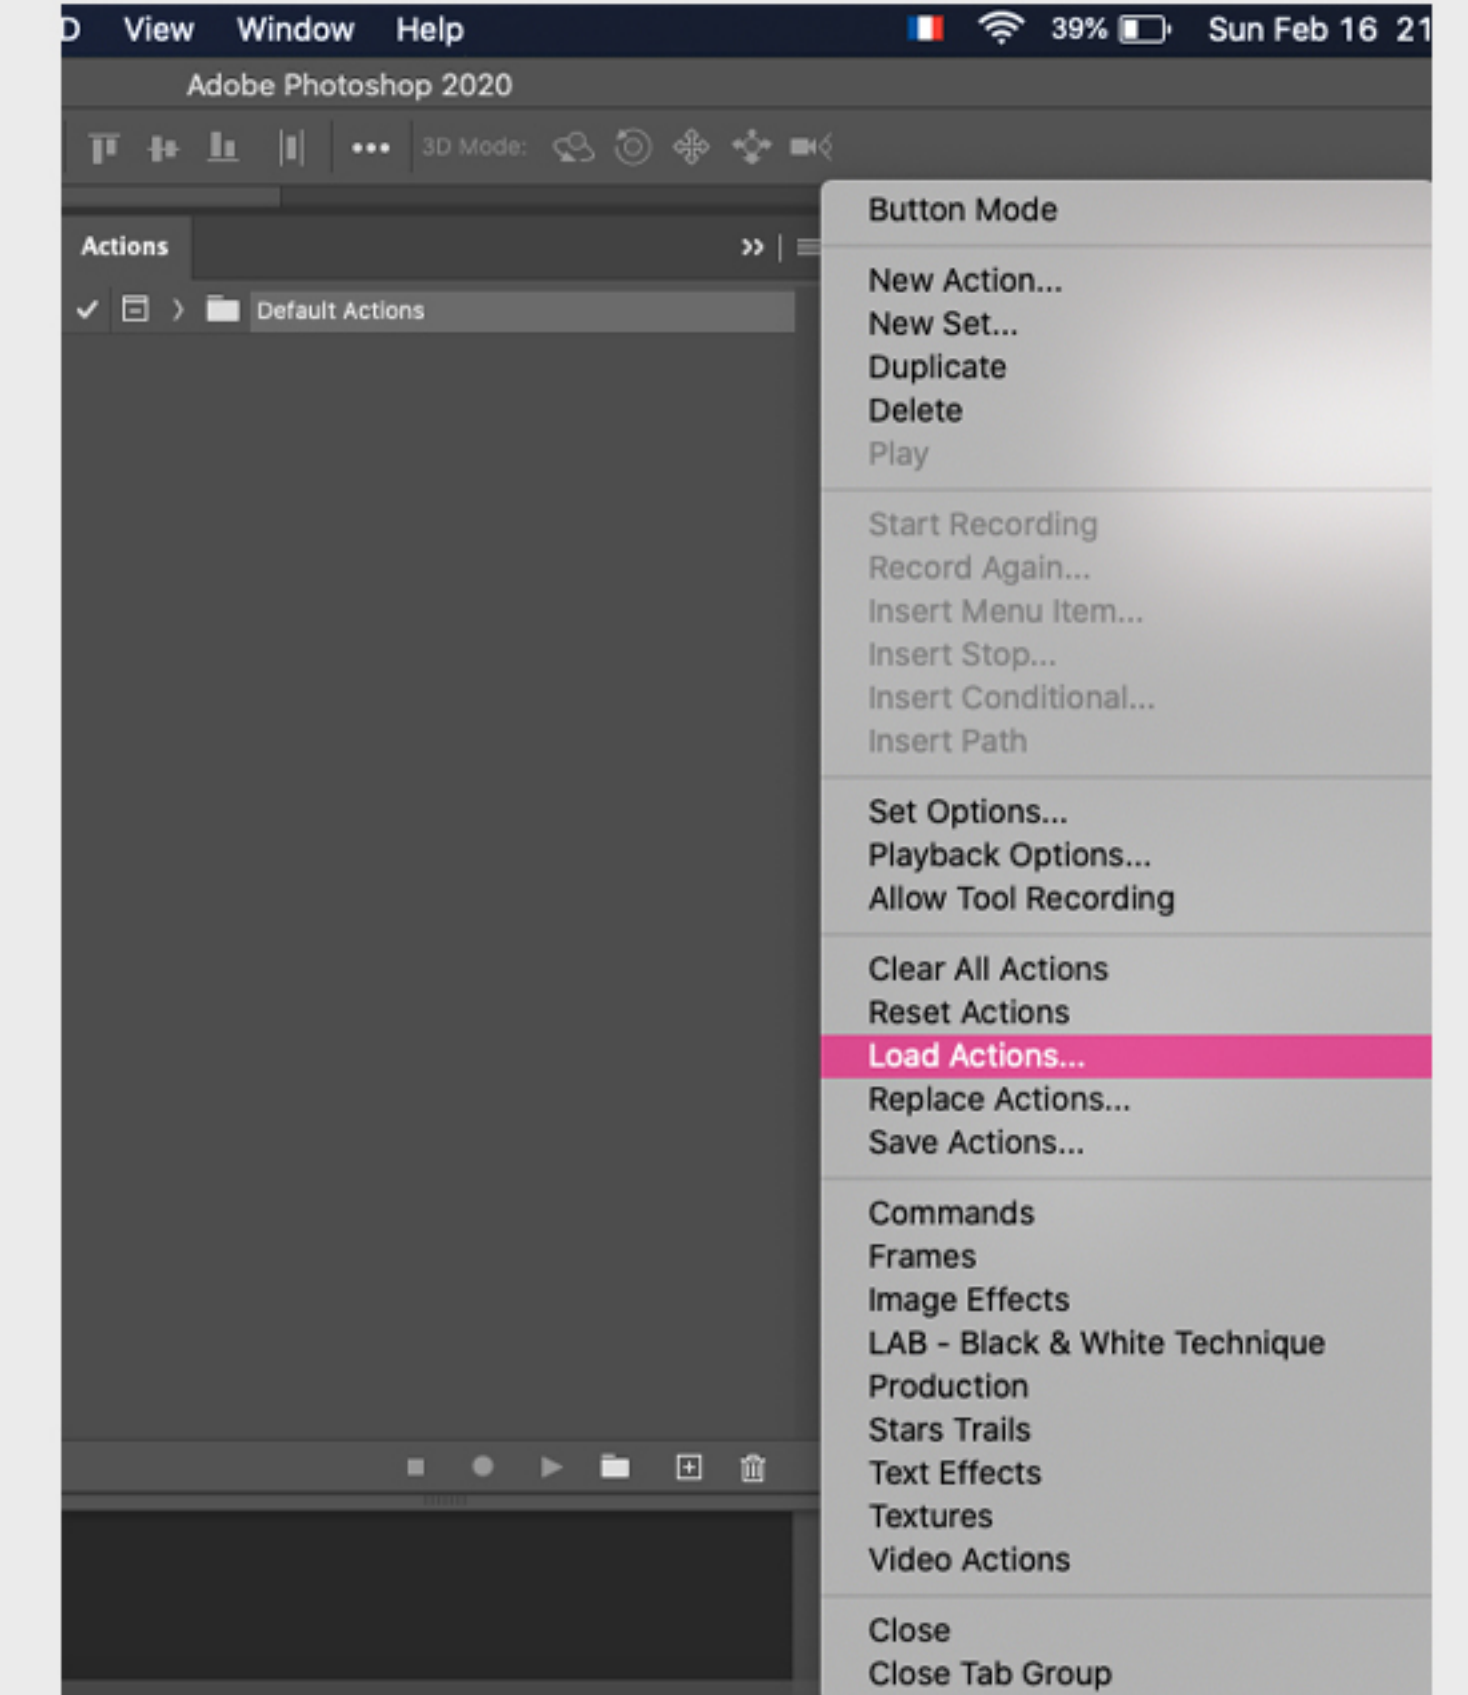 D View Window Help 39% Sun Feb 16 21
Adobe Photoshop 2020
3D Mode:
Actions
Default Actions
Button Mode
New Action...
New Set...
Duplicate
Delete
Play
Start Recording
Record Again...
Insert Menu Item...
Insert Stop...
Insert Conditional...
Insert Path
Set Options...
Playback Options...
Allow Tool Recording
Clear All Actions
Reset Actions
Load Actions...
Replace Actions...
Save Actions...
Commands
Frames
Image Effects
LAB - Black & White Technique
Production
Stars Trails
Text Effects
Textures
Video Actions
Close
Close Tab Group